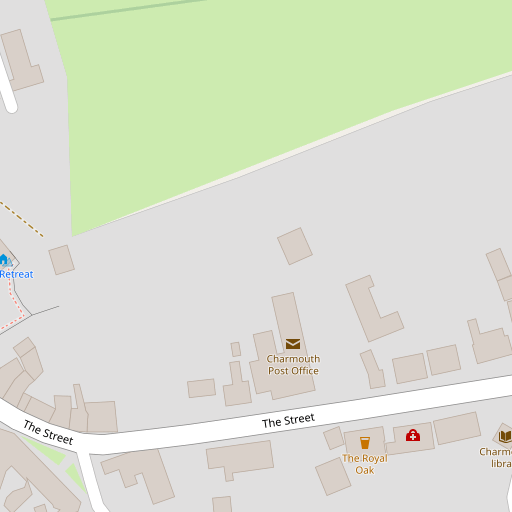 Retreat
Charmouth
Post Office
The Street
The Street
The Royal
Oak